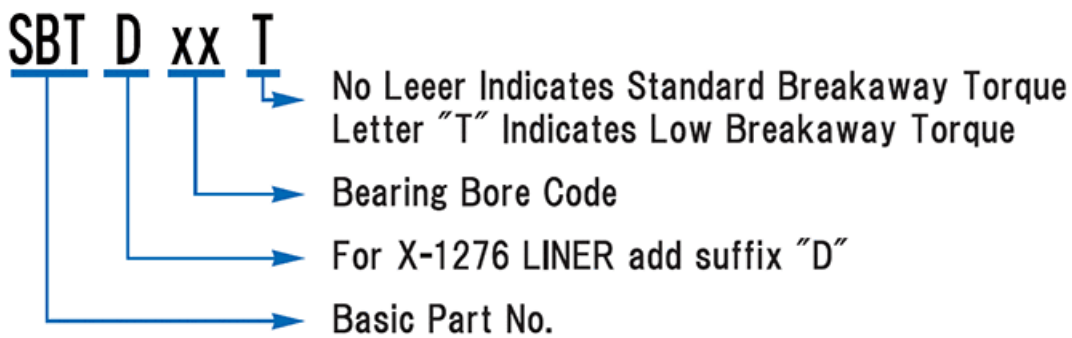 SBT D xx T
No Leeer Indicates Standard Breakaway Torque
Letter "T" Indicates Low Breakaway Torque
Bearing Bore Code
For X-1276 LINER add suffix "D"
Basic Part No.